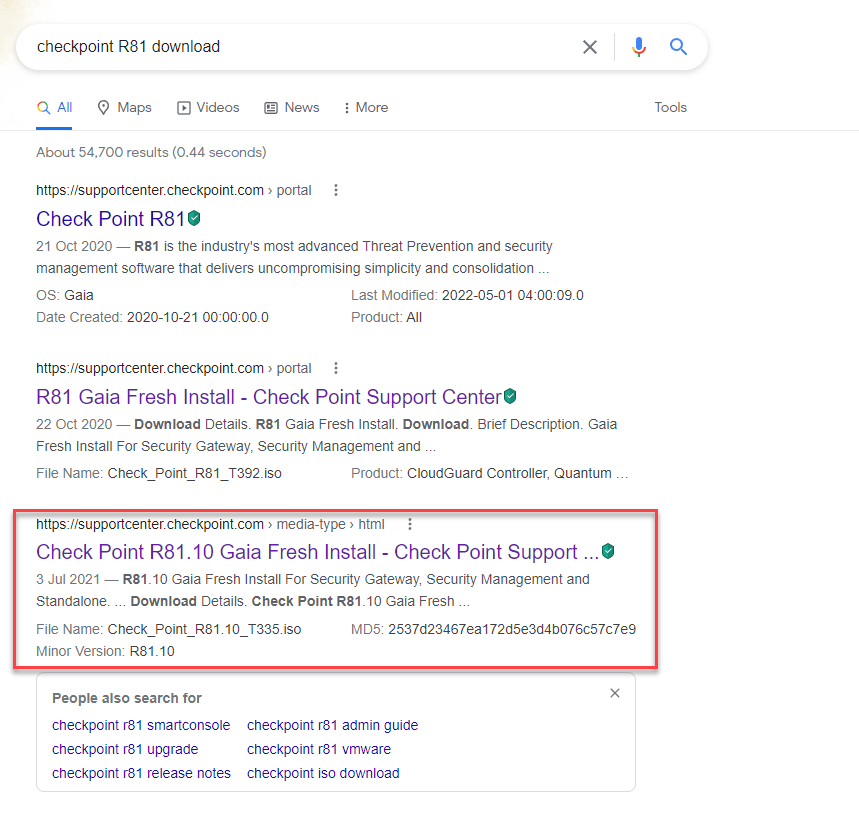 checkpoint R81 download
All Maps Videos News More Tools
About 54,700 results (0.44 seconds)
https://supportcenter.checkpoint.com › portal
Check Point R81
21 Oct 2020 — R81 is the industry's most advanced Threat Prevention and security
management software that delivers uncompromising simplicity and consolidation ...
OS: Gaia Last Modified: 2022-05-01 04:00:09.0
Date Created: 2020-10-21 00:00:00.0 Product: All
https://supportcenter.checkpoint.com › portal
R81 Gaia Fresh Install - Check Point Support Center
22 Oct 2020 — Download Details. R81 Gaia Fresh Install. Download. Brief Description. Gaia
Fresh Install For Security Gateway, Security Management and ...
File Name: Check_Point_R81_T392.iso Product: CloudGuard Controller, Quantum ...
https://supportcenter.checkpoint.com › media-type › html
Check Point R81.10 Gaia Fresh Install - Check Point Support ...
3 Jul 2021 — R81.10 Gaia Fresh Install For Security Gateway, Security Management and
Standalone. ... Download Details. Check Point R81.10 Gaia Fresh ...
File Name: Check_Point_R81.10_T335.iso MD5: 2537d23467ea172d5e3d4b076c57c7e9
Minor Version: R81.10
People also search for
checkpoint r81 smartconsole checkpoint r81 admin guide
checkpoint r81 upgrade checkpoint r81 vmware
checkpoint r81 release notes checkpoint iso download